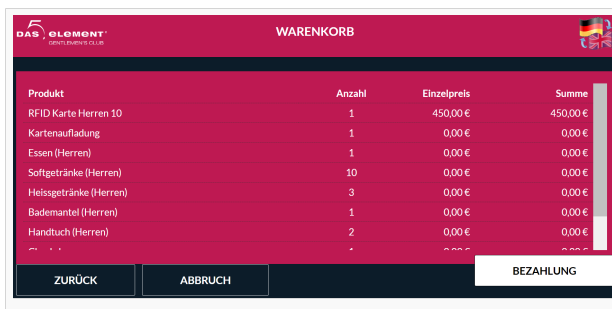 DAS 5. ELEMENT
GENTLEMEN'S CLUB
WARENKORB
Produkt Anzahl Einzelpreis Summe
RFID Karte Herren 10 1 450,00 € 450,00 €
Kartenaufladung 1 0,00 € 0,00 €
Essen (Herren) 1 0,00 € 0,00 €
Softgetränke (Herren) 10 0,00 € 0,00 €
Heissgetränke (Herren) 3 0,00 € 0,00 €
Bademantel (Herren) 1 0,00 € 0,00 €
Handtuch (Herren) 2 0,00 € 0,00 €
ZURÜCK ABBRUCH BEZAHLUNG